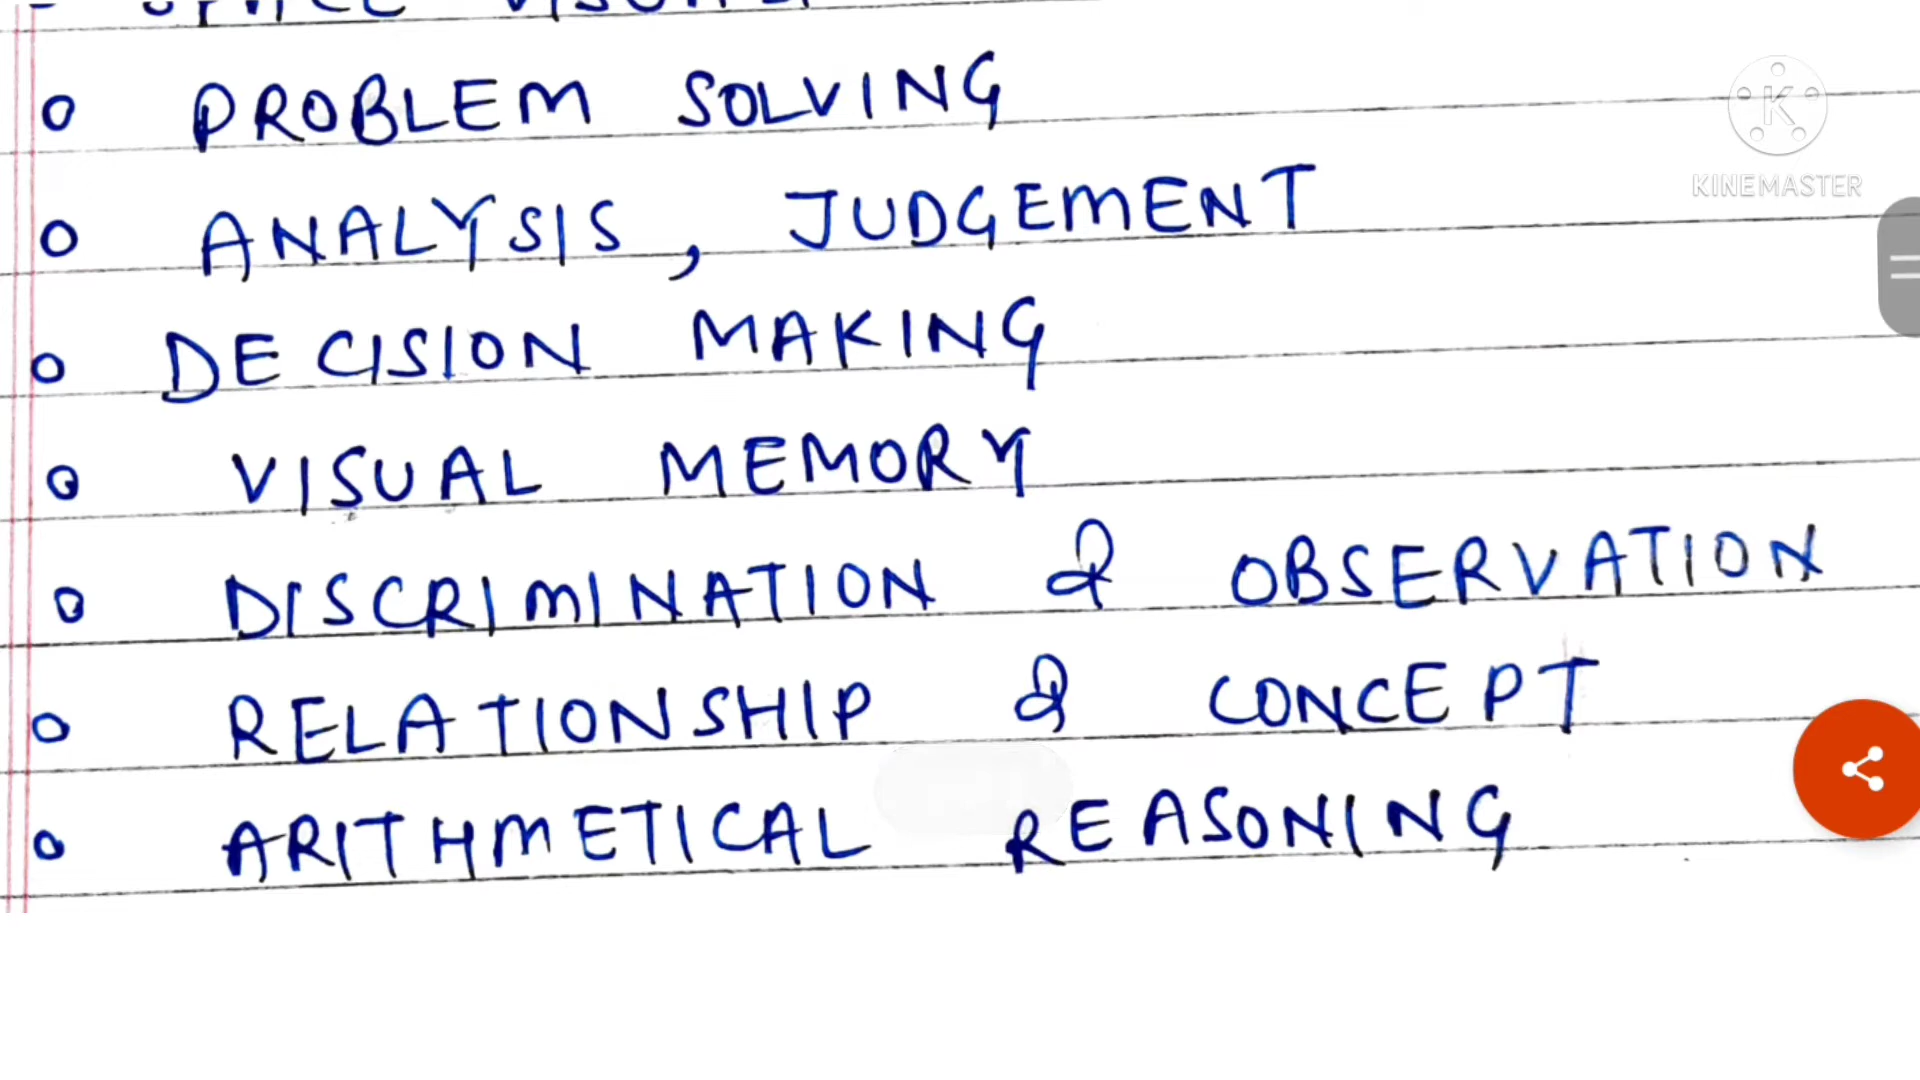 PROBLEM SOLVING
ANALYSIS, JUDGEMENT
DECISION MAKING
VISUAL MEMORY
DISCRIMINATION & OBSERVATION
RELATIONSHIP & CONCEPT
ARITHMETICAL REASONING
KINEMASTER